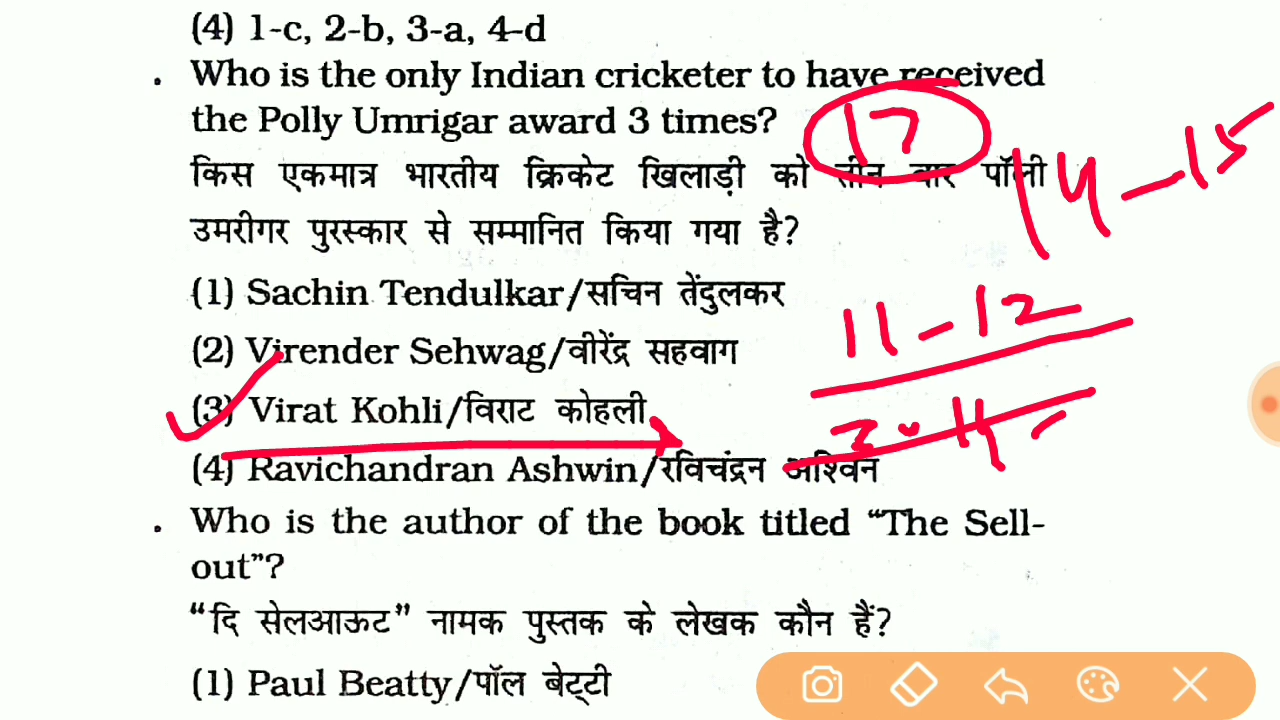 (4) 1-c, 2-b, 3-a, 4-d
. Who is the only Indian cricketer to have received
the Polly Umrigar award 3 times?
17
14-15
किस एकमात्र भारतीय क्रिकेट खिलाड़ी को तीन बार पॉली
उमरीगर पुरस्कार से सम्मानित किया गया है?
(1) Sachin Tendulkar/सचिन तेंदुलकर
11-12
(2) Virender Sehwag/वीरेंद्र सहवाग
(3) Virat Kohli/विराट कोहली
(4) Ravichandran Ashwin/रविचंद्रन अश्विन
. Who is the author of the book titled “The Sell-
out”?
“दि सेलआऊट” नामक पुस्तक के लेखक कौन हैं?
(1) Paul Beatty/पॉल बेट्टी